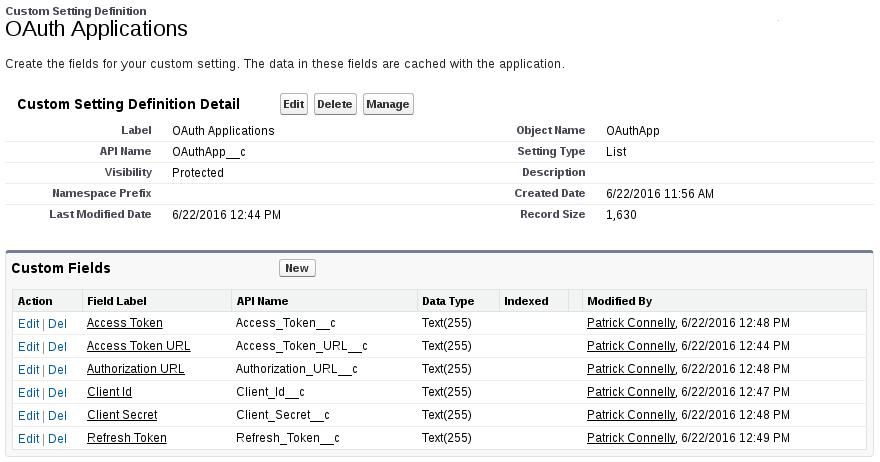 Custom Setting Definition
OAuth Applications
Create the fields for your custom setting. The data in these fields are cached with the application.
Custom Setting Definition Detail Edit Delete Manage
Label OAuth Applications Object Name OAuthApp
API Name OAuthApp__c Setting Type List
Visibility Protected Description
Namespace Prefix Created Date 6/22/2016 11:56 AM
Last Modified Date 6/22/2016 12:44 PM Record Size 1,630
Custom Fields New
Action Field Label API Name Data Type Indexed Modified By
Edit | Del Access Token Access_Token__c Text(255) Patrick Connelly, 6/22/2016 12:48 PM
Edit | Del Access Token URL Access_Token_URL__c Text(255) Patrick Connelly, 6/22/2016 12:44 PM
Edit | Del Authorization URL Authorization_URL__c Text(255) Patrick Connelly, 6/22/2016 12:48 PM
Edit | Del Client Id Client_Id__c Text(255) Patrick Connelly, 6/22/2016 12:47 PM
Edit | Del Client Secret Client_Secret__c Text(255) Patrick Connelly, 6/22/2016 12:48 PM
Edit | Del Refresh Token Refresh_Token__c Text(255) Patrick Connelly, 6/22/2016 12:49 PM